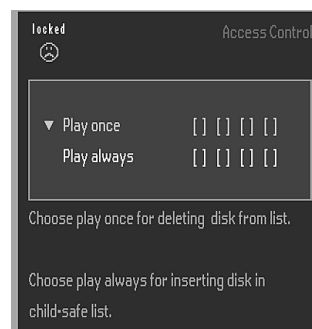 locked
Access Control
▼ Play once [ ] [ ] [ ] [ ]
Play always [ ] [ ] [ ] [ ]
Choose play once for deleting disk from list.
Choose play always for inserting disk in
child-safe list.